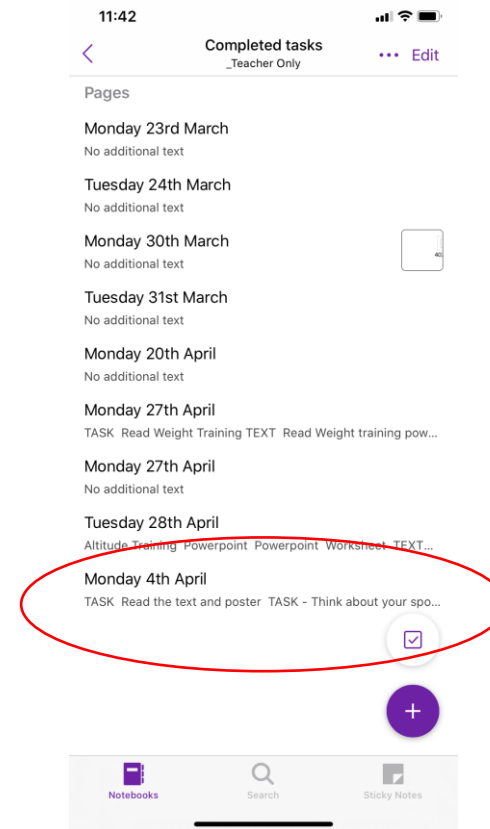 11:42
Completed tasks
_Teacher Only
••• Edit
Pages
Monday 23rd March
No additional text
Tuesday 24th March
No additional text
Monday 30th March
No additional text
40.
Tuesday 31st March
No additional text
Monday 20th April
No additional text
Monday 27th April
TASK Read Weight Training TEXT Read Weight training pow...
Monday 27th April
No additional text
Tuesday 28th April
Altitude Training Powerpoint Powerpoint Worksheet TEXT...
Monday 4th April
TASK Read the text and poster TASK - Think about your spo...
Notebooks
Search
Sticky Notes